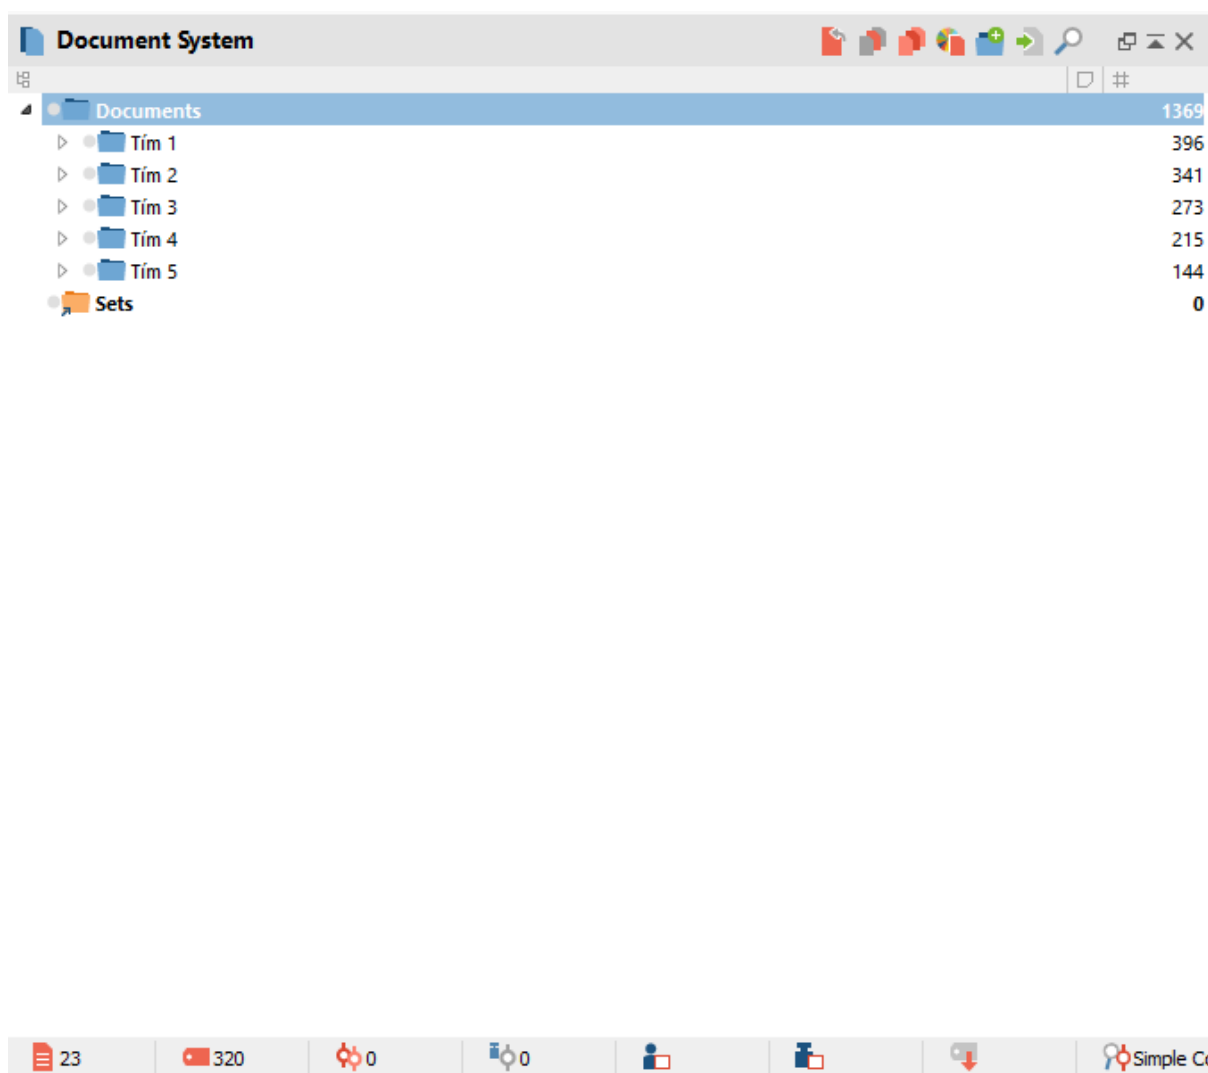 Document System
Documents 1369
Tím 1 396
Tím 2 341
Tím 3 273
Tím 4 215
Tím 5 144
Sets 0
23 320 0 0 Simple Co